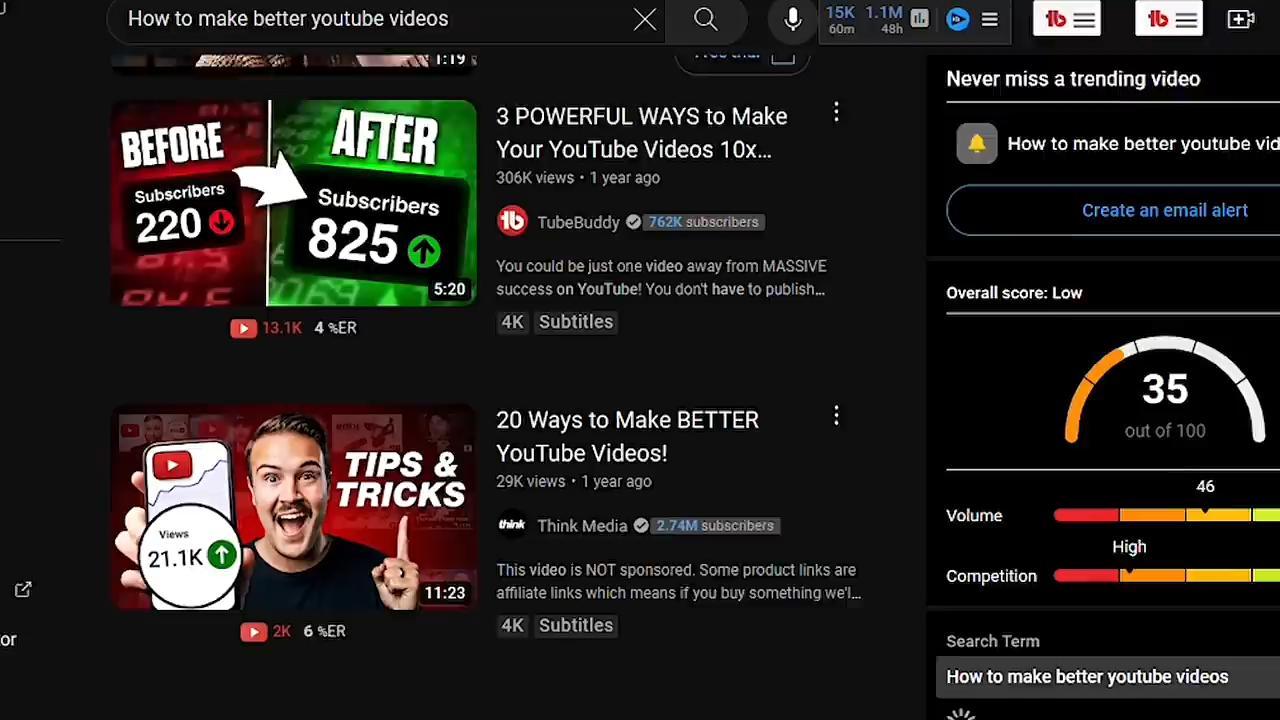 How to make better youtube videos
15K 1.1M
60m 48h
1:19
BEFORE
Subscribers
220
AFTER
Subscribers
825
5:20
13.1K 4 %ER
3 POWERFUL WAYS to Make
Your YouTube Videos 10x...
306K views • 1 year ago
TubeBuddy 762K subscribers
You could be just one video away from MASSIVE
success on YouTube! You don't have to publish...
4K Subtitles
TIPS &
TRICKS
Views
21.1K
11:23
2K 6 %ER
20 Ways to Make BETTER
YouTube Videos!
29K views • 1 year ago
think Think Media 2.74M subscribers
This video is NOT sponsored. Some product links are
affiliate links which means if you buy something we'l...
4K Subtitles
or
Never miss a trending video
How to make better youtube vid
Create an email alert
Overall score: Low
35
out of 100
46
Volume
High
Competition
Search Term
How to make better youtube videos